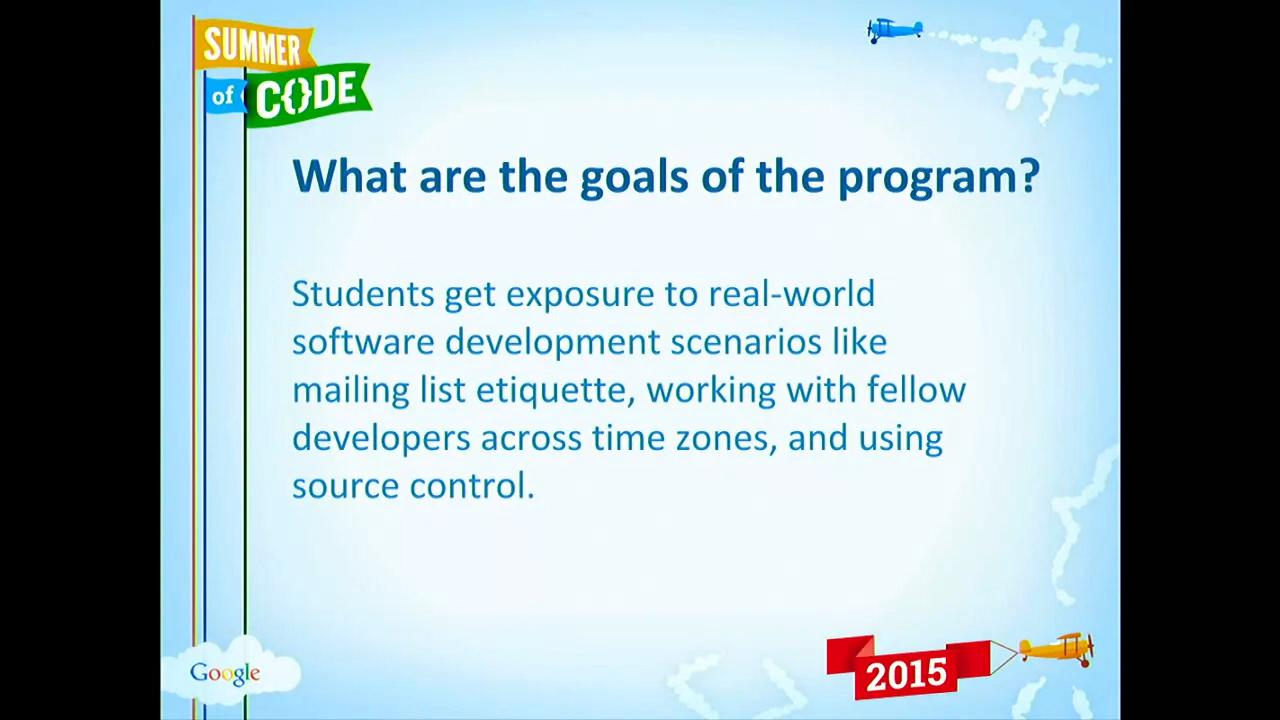 SUMMER
of C{}DE
What are the goals of the program?
Students get exposure to real-world
software development scenarios like
mailing list etiquette, working with fellow
developers across time zones, and using
source control.
Google
2015